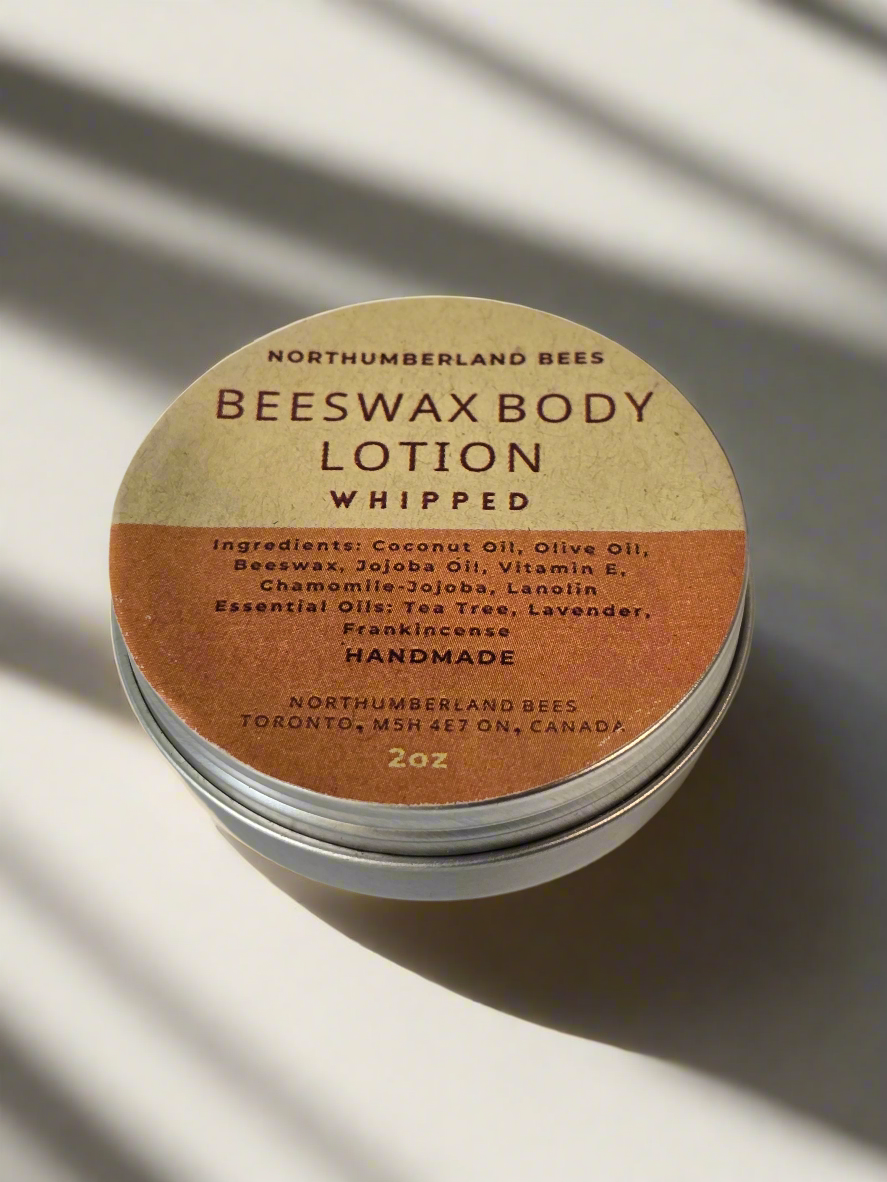 NORTHUMBERLAND BEES
BEESWAX BODY
LOTION
WHIPPED
Ingredients: Coconut Oil, Olive Oil,
Beeswax, Jojoba Oil, Vitamin E,
Chamomile-Jojoba, Lanolin
Essential Oils: Tea Tree, Lavender,
Frankincense
HANDMADE
NORTHUMBERLAND BEES
TORONTO, M5H 4E7 ON, CANADA
2oz